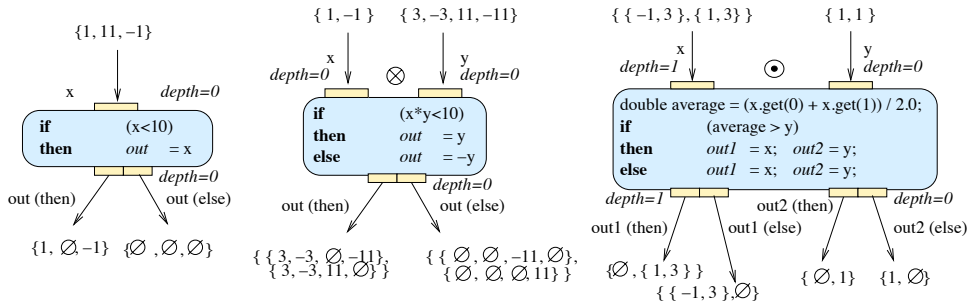 {1, 11, -1}
x
depth=0
if (x<10)
then out = x
depth=0
out (then)
out (else)
{1, ∅, -1}
{∅, ∅, ∅}
{ 1, -1 }
{ 3, -3, 11, -11}
x
y
depth=0
⊗
depth=0
if (x*y<10)
then out = y
else out = -y
depth=0
out (then)
out (else)
{ { 3, -3, ∅, -11},
{ 3, -3, 11, ∅} }
{ { ∅, ∅, -11, ∅},
{∅, ∅, ∅, 11} }
{ { -1, 3 }, { 1, 3} }
{ 1, 1 }
x
y
depth=1
⊙
depth=0
double average = (x.get(0) + x.get(1)) / 2.0;
if (average > y)
then out1 = x; out2 = y;
else out1 = x; out2 = y;
depth=1
out2 (then)
depth=0
out1 (then)
out1 (else)
out2 (else)
{∅, { 1, 3 } }
{ { -1, 3 }, ∅}
{ ∅, 1}
{1, ∅}